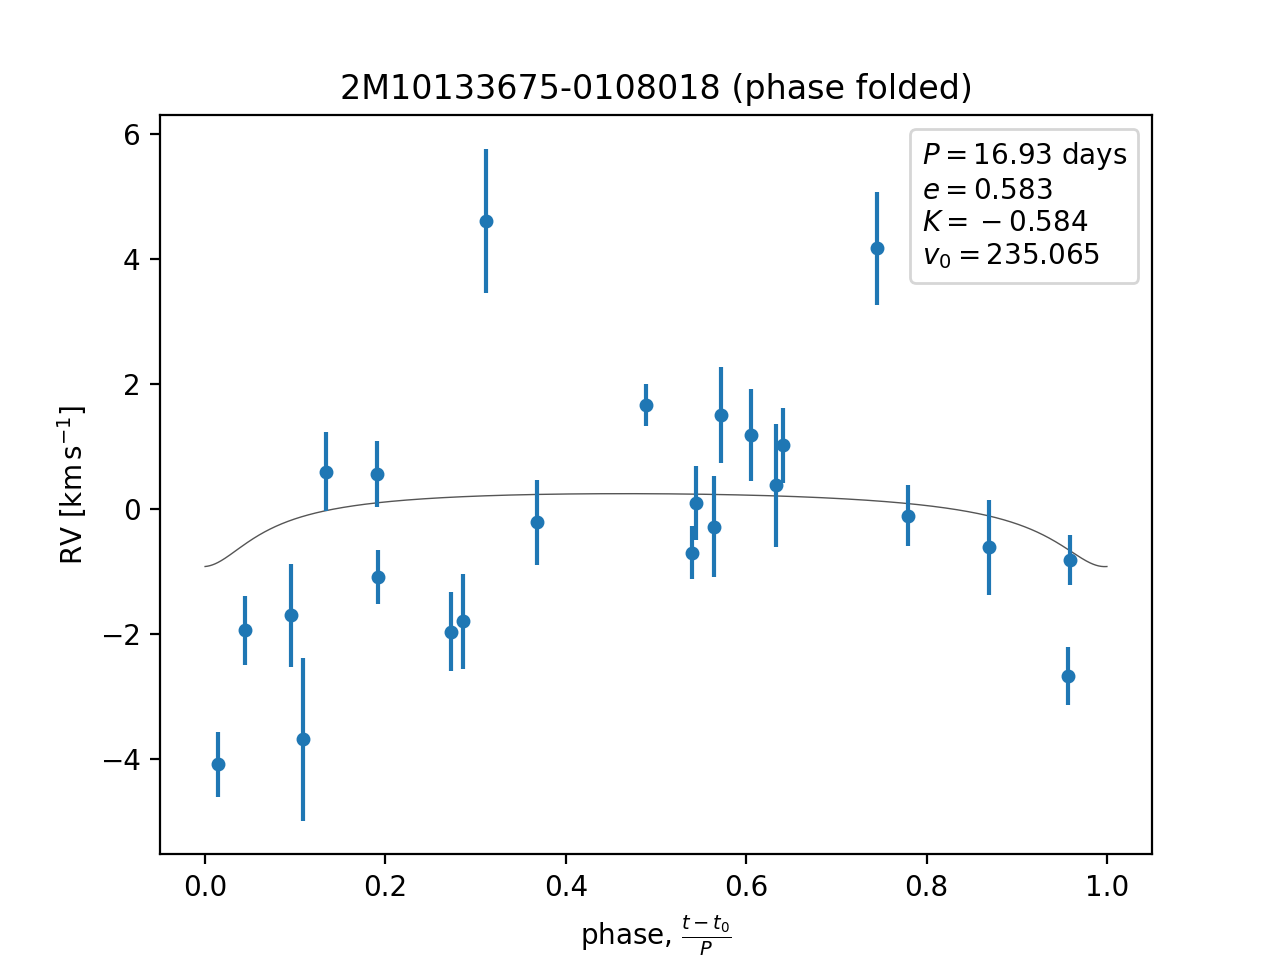 2M10133675-0108018 (phase folded)
P = 16.93 days
e = 0.583
K = −0.584
v₀ = 235.065
6
4
2
0
−2
−4
RV [km s⁻¹]
0.0 0.2 0.4 0.6 0.8 1.0
phase, (t − t₀)/P